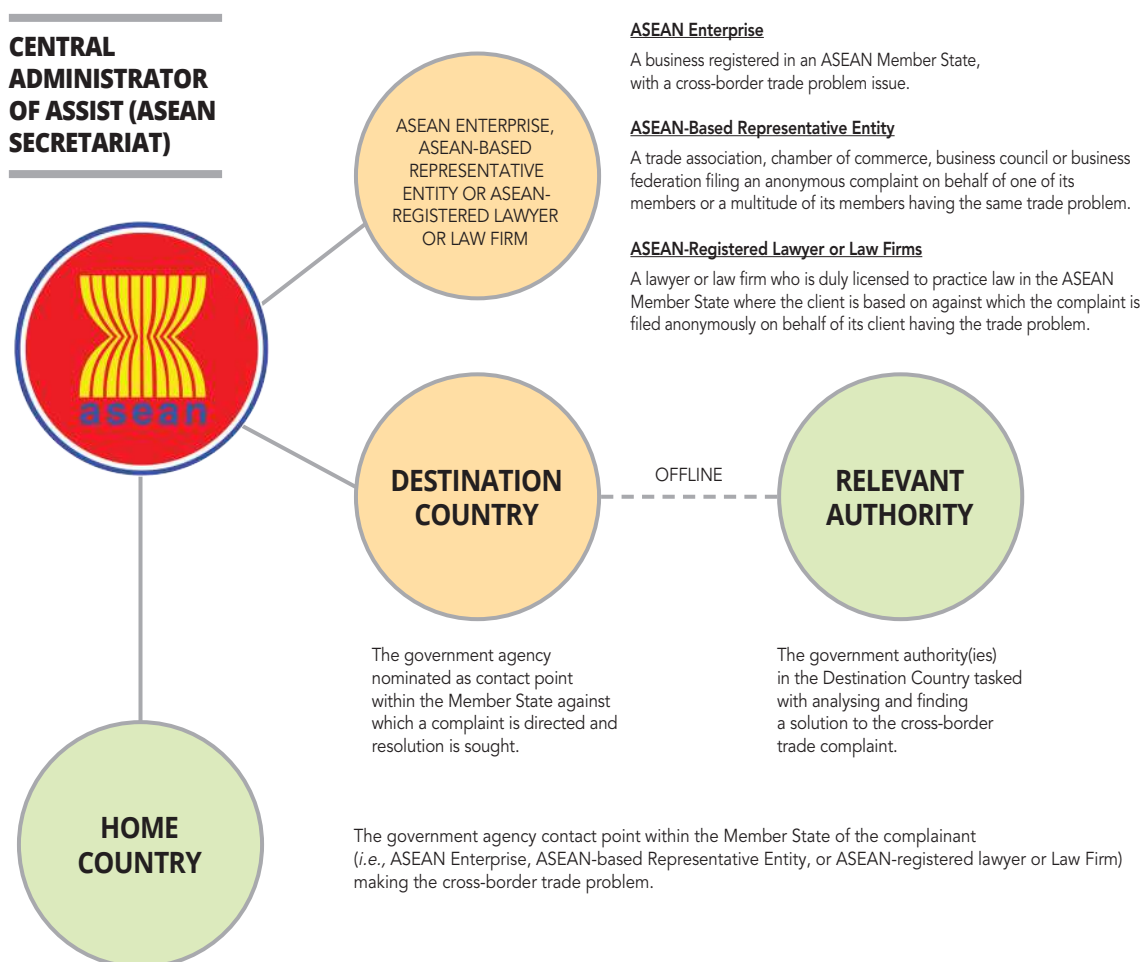 CENTRAL
ADMINISTRATOR
OF ASSIST (ASEAN
SECRETARIAT)
ASEAN ENTERPRISE,
ASEAN-BASED
REPRESENTATIVE
ENTITY OR ASEAN-
REGISTERED LAWYER
OR LAW FIRM
ASEAN Enterprise
A business registered in an ASEAN Member State,
with a cross-border trade problem issue.
ASEAN-Based Representative Entity
A trade association, chamber of commerce, business council or business
federation filing an anonymous complaint on behalf of one of its
members or a multitude of its members having the same trade problem.
ASEAN-Registered Lawyer or Law Firms
A lawyer or law firm who is duly licensed to practice law in the ASEAN
Member State where the client is based on against which the complaint is
filed anonymously on behalf of its client having the trade problem.
asean
DESTINATION
COUNTRY
OFFLINE
RELEVANT
AUTHORITY
The government agency
nominated as contact point
within the Member State against
which a complaint is directed and
resolution is sought.
The government authority(ies)
in the Destination Country tasked
with analysing and finding
a solution to the cross-border
trade complaint.
HOME
COUNTRY
The government agency contact point within the Member State of the complainant
(i.e., ASEAN Enterprise, ASEAN-based Representative Entity, or ASEAN-registered lawyer or Law Firm)
making the cross-border trade problem.